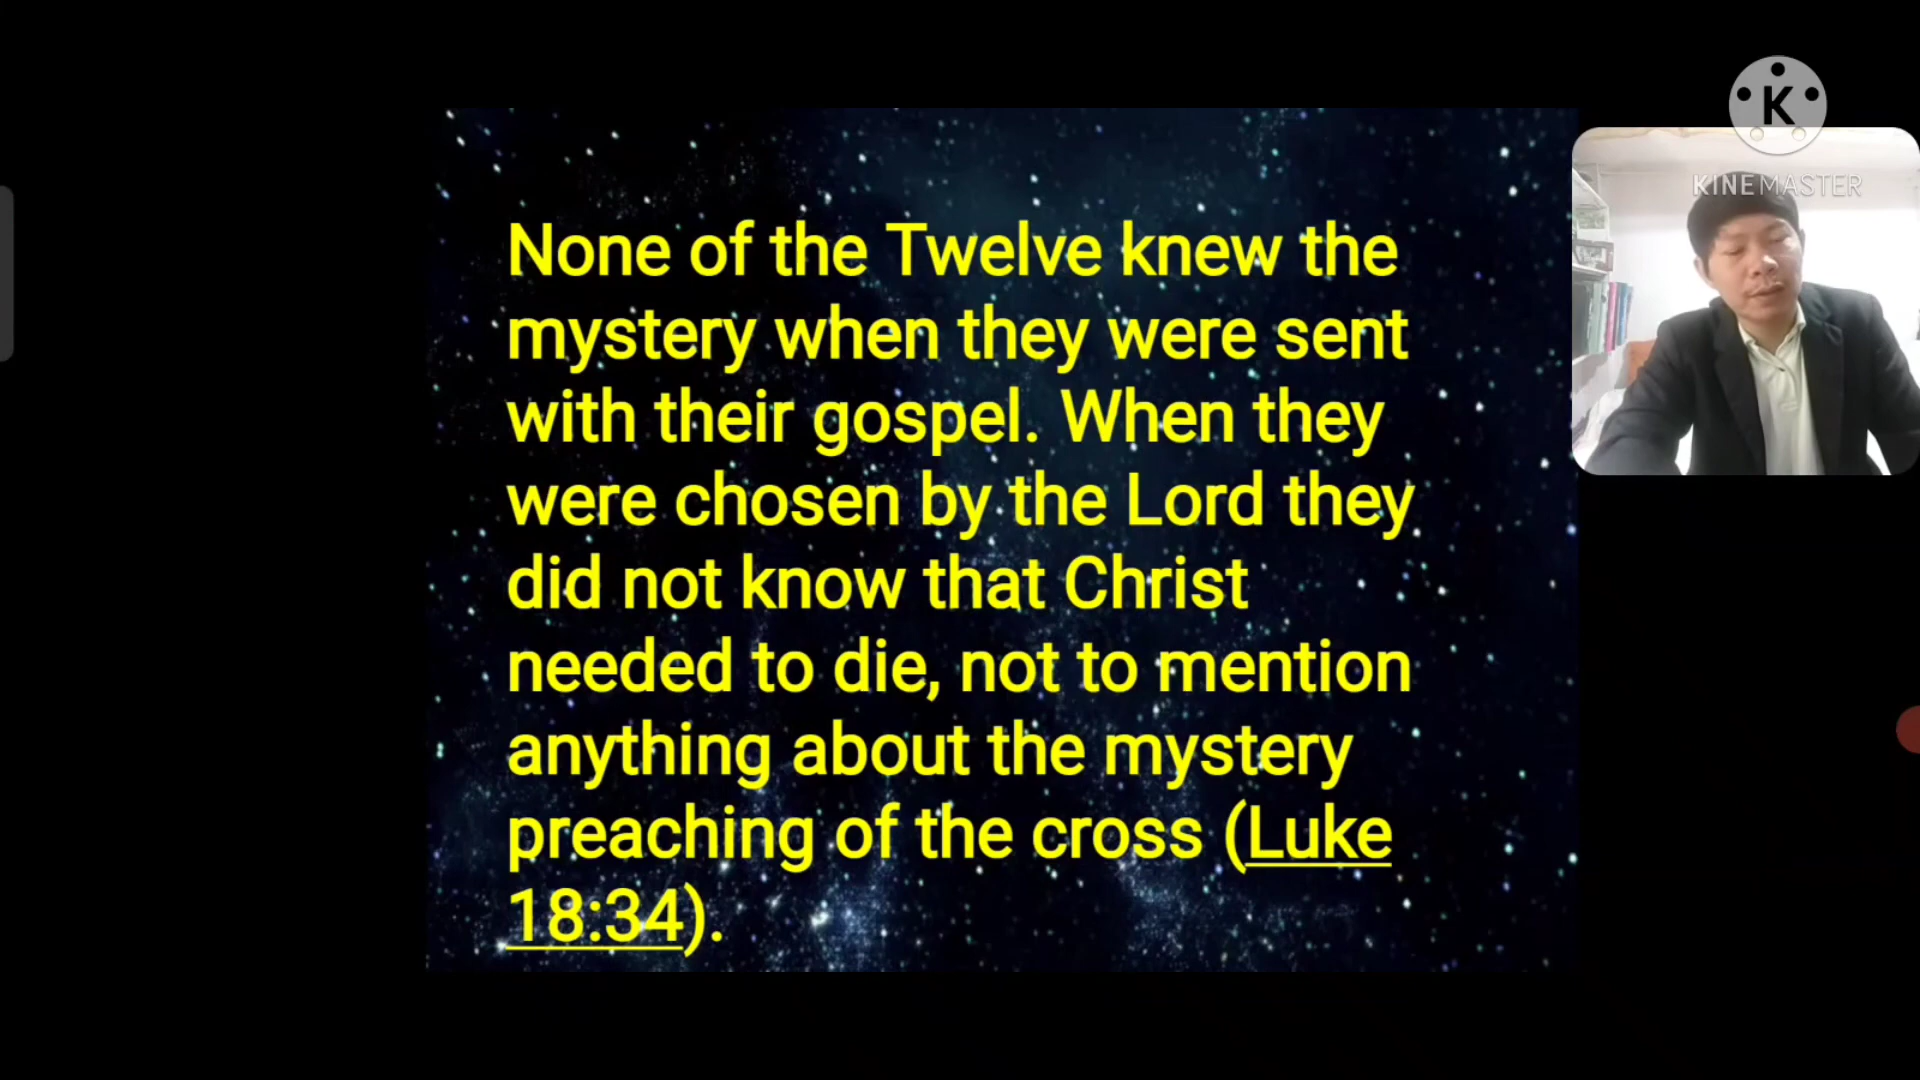 None of the Twelve knew the
mystery when they were sent
with their gospel. When they
were chosen by the Lord they
did not know that Christ
needed to die, not to mention
anything about the mystery
preaching of the cross (Luke
18:34).
K
KINEMASTER